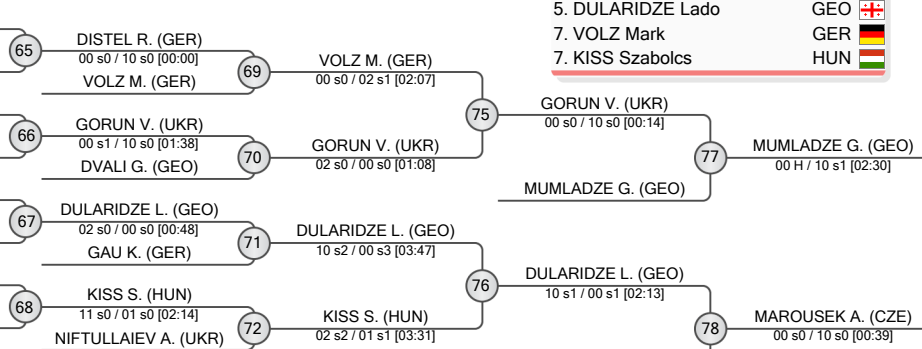 5. DULARIDZE Lado GEO
7. VOLZ Mark GER
7. KISS Szabolcs HUN
65
DISTEL R. (GER)
00 s0 / 10 s0 [00:00]
VOLZ M. (GER)
69
VOLZ M. (GER)
00 s0 / 02 s1 [02:07]
66
GORUN V. (UKR)
00 s1 / 10 s0 [01:38]
DVALI G. (GEO)
70
GORUN V. (UKR)
02 s0 / 00 s0 [01:08]
75
GORUN V. (UKR)
00 s0 / 10 s0 [00:14]
MUMLADZE G. (GEO)
77
MUMLADZE G. (GEO)
00 H / 10 s1 [02:30]
67
DULARIDZE L. (GEO)
02 s0 / 00 s0 [00:48]
GAU K. (GER)
71
DULARIDZE L. (GEO)
10 s2 / 00 s3 [03:47]
68
KISS S. (HUN)
11 s0 / 01 s0 [02:14]
NIFTULLAIEV A. (UKR)
72
KISS S. (HUN)
02 s2 / 01 s1 [03:31]
76
DULARIDZE L. (GEO)
10 s1 / 00 s1 [02:13]
78
MAROUSEK A. (CZE)
00 s0 / 10 s0 [00:39]